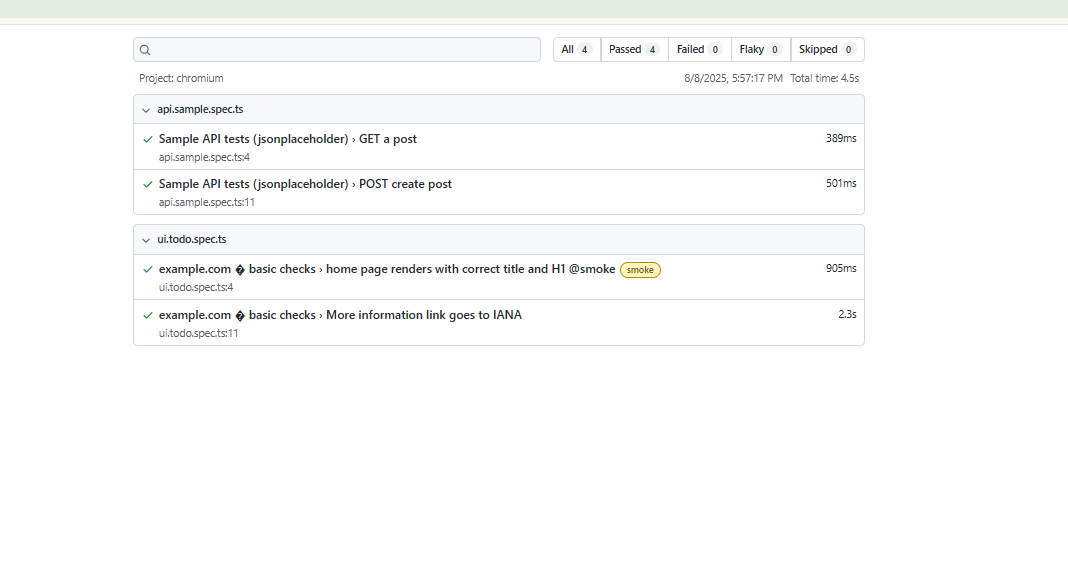 All 4 Passed 4 Failed 0 Flaky 0 Skipped 0
Project: chromium 8/8/2025, 5:57:17 PM Total time: 4.5s
api.sample.spec.ts
Sample API tests (jsonplaceholder) › GET a post 389ms
api.sample.spec.ts:4
Sample API tests (jsonplaceholder) › POST create post 501ms
api.sample.spec.ts:11
ui.todo.spec.ts
example.com � basic checks › home page renders with correct title and H1 @smoke smoke 905ms
ui.todo.spec.ts:4
example.com � basic checks › More information link goes to IANA 2.3s
ui.todo.spec.ts:11